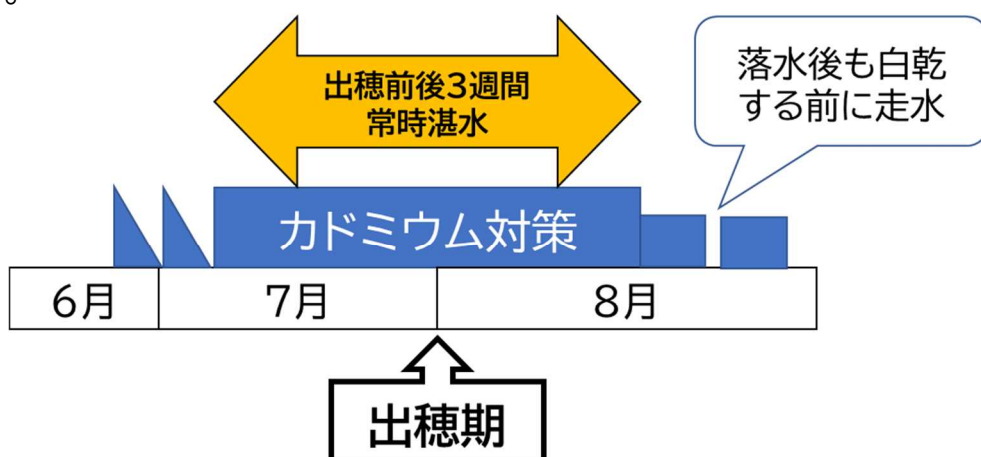 。
出穂前後3週間
常時湛水
落水後も白乾
する前に走水
カドミウム対策
6月
7月
8月
出穂期